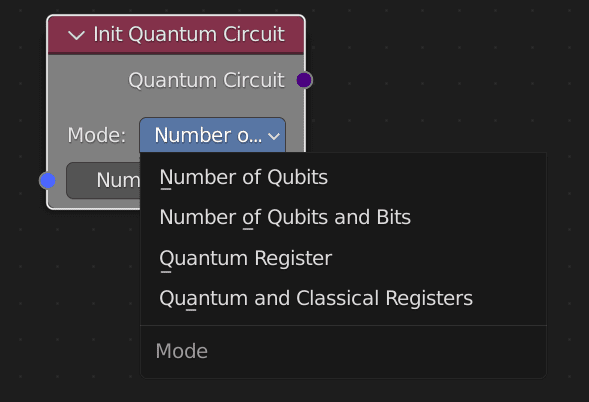 Init Quantum Circuit
Quantum Circuit
Mode: Number o...
Num
Number of Qubits
Number of Qubits and Bits
Quantum Register
Quantum and Classical Registers
Mode